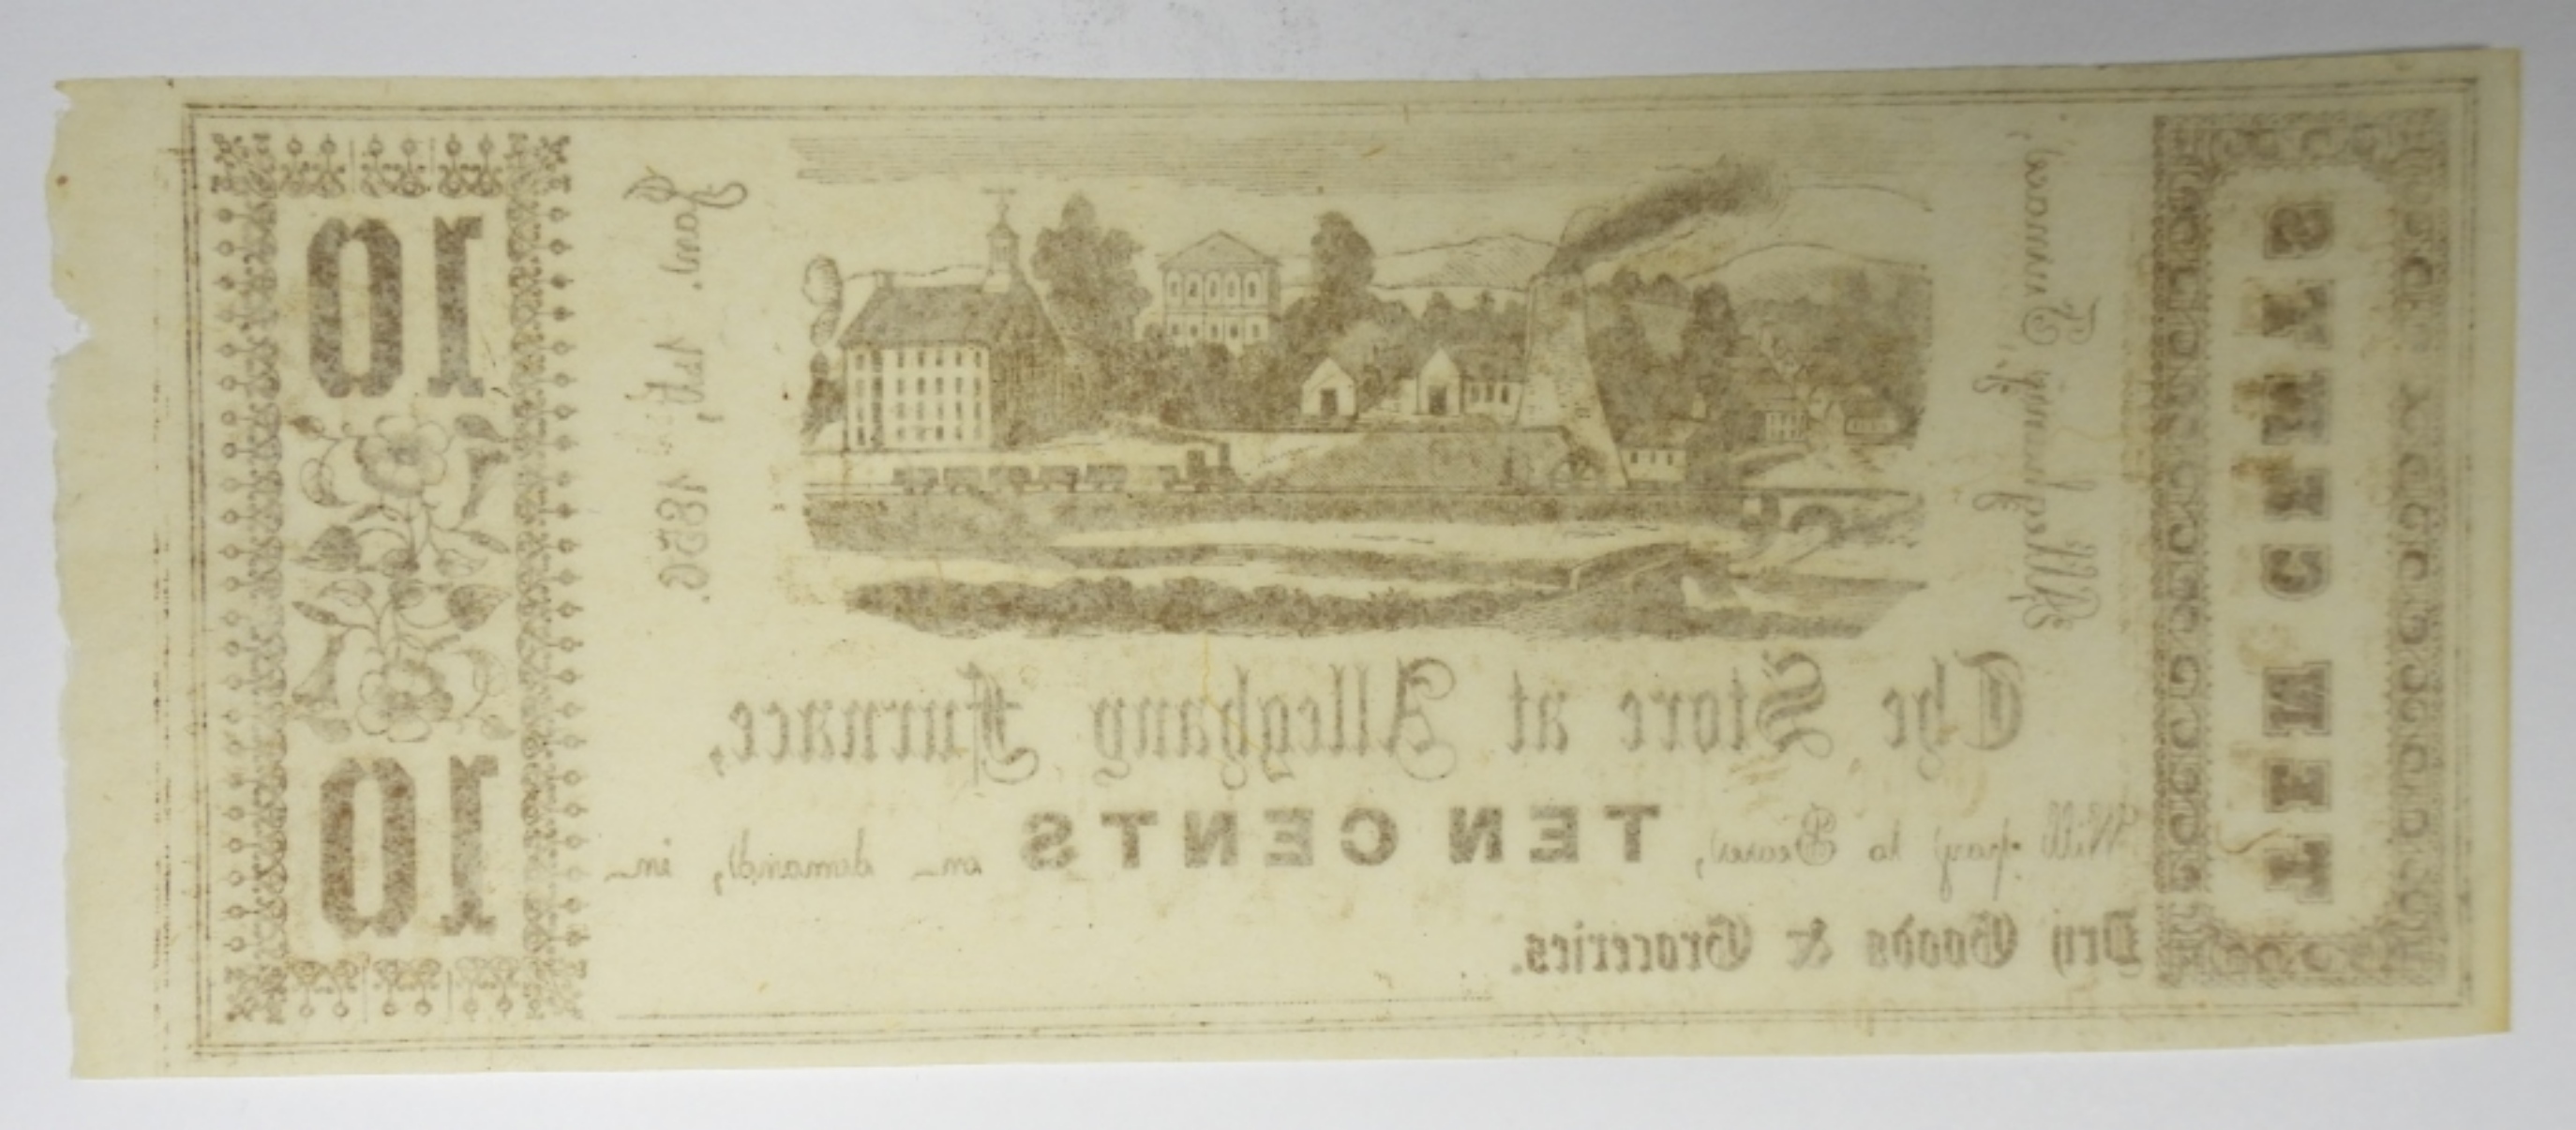 TEN CENTS
Jany. 1st, 1856.
The Store at Alleghany Furnace,
Will pay to Bearer, TEN CENTS on demand, in
Dry Goods & Groceries.
10
10